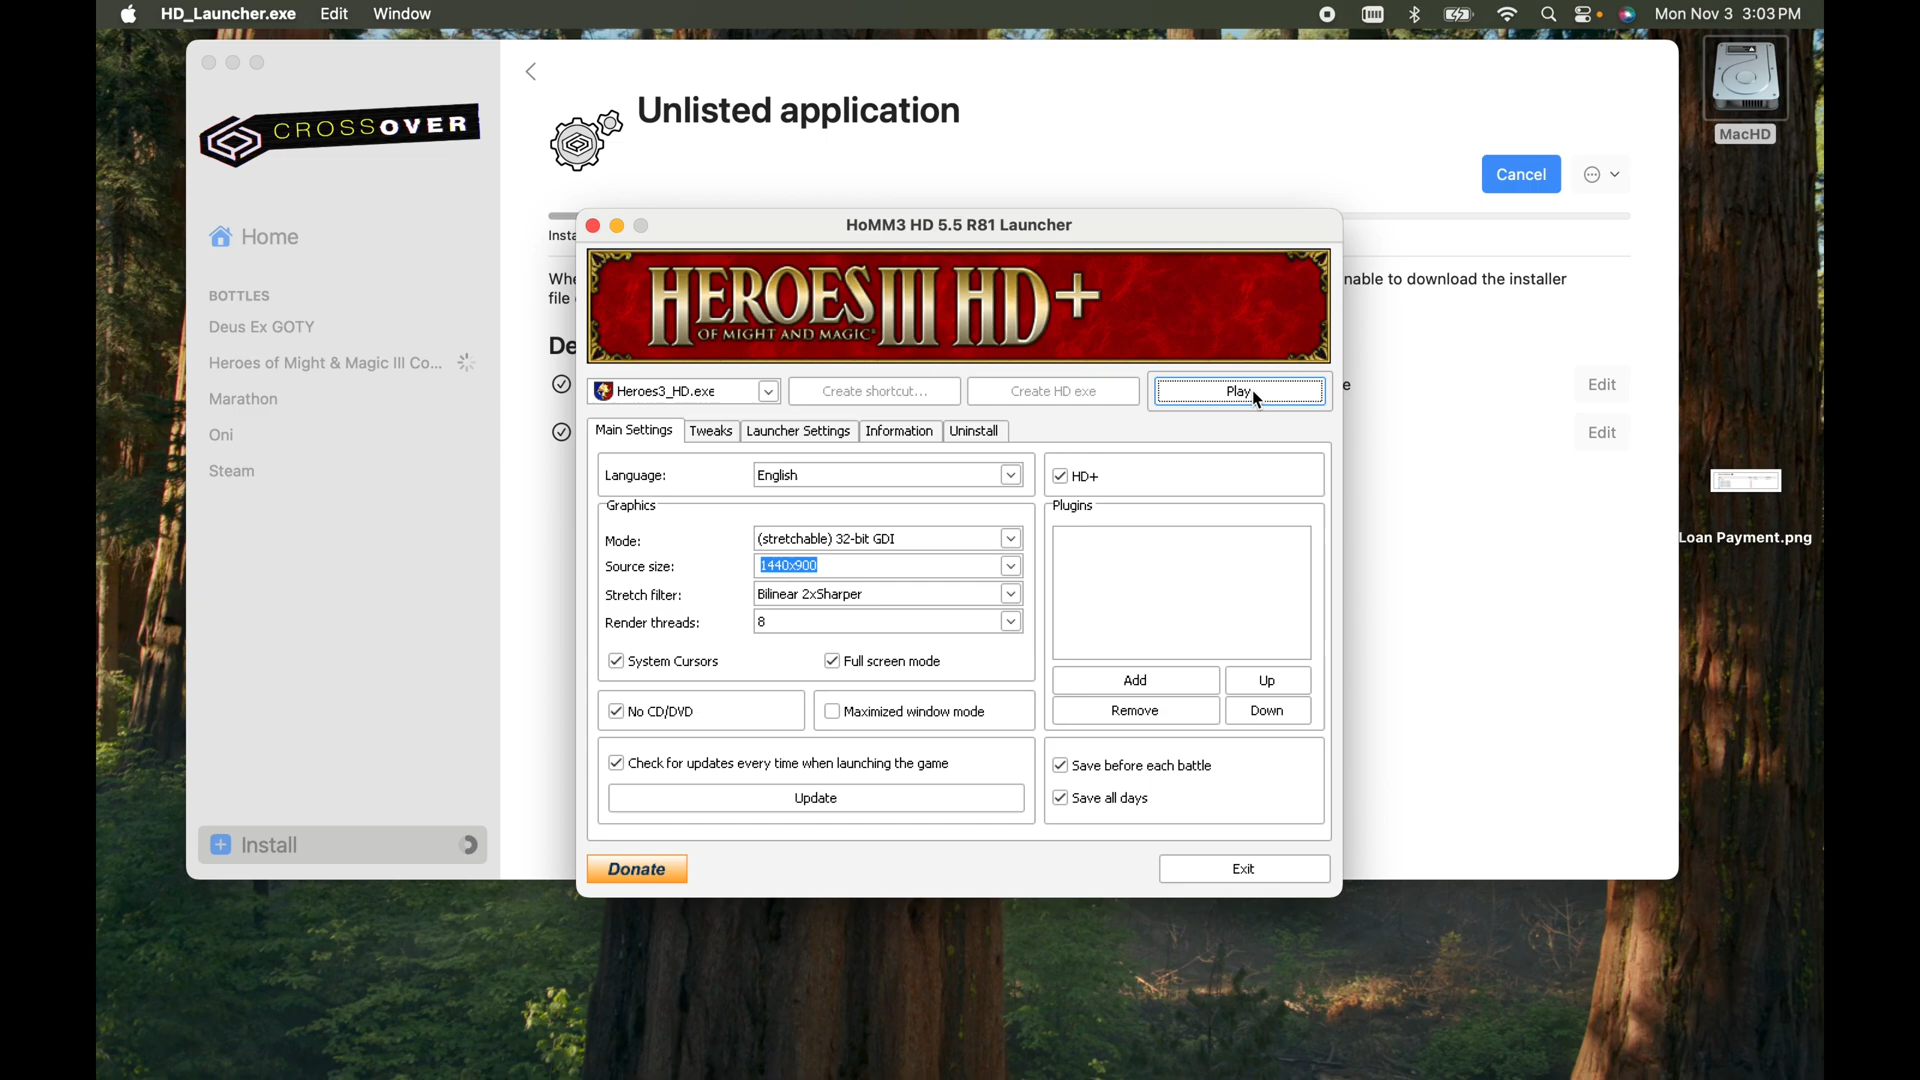 HD_Launcher.exe Edit Window
Mon Nov 3 3:03 PM
MacHD
Loan Payment.png
CROSSOVER
Home
BOTTLES
Deus Ex GOTY
Heroes of Might & Magic III Co...
Marathon
Oni
Steam
Install
Unlisted application
Cancel
Insta
Whe
nable to download the installer
file
De
e
Edit
Edit
HoMM3 HD 5.5 R81 Launcher
HEROES III HD+
OF MIGHT AND MAGIC®
Heroes3_HD.exe
Create shortcut...
Create HD exe
Play
Main Settings Tweaks Launcher Settings Information Uninstall
Language: English
HD+
Graphics
Mode: (stretchable) 32-bit GDI
Source size: 1440x900
Stretch filter: Bilinear 2xSharper
Render threads: 8
System Cursors
Full screen mode
No CD/DVD
Maximized window mode
Check for updates every time when launching the game
Update
Plugins
Add
Up
Remove
Down
Save before each battle
Save all days
Donate
Exit